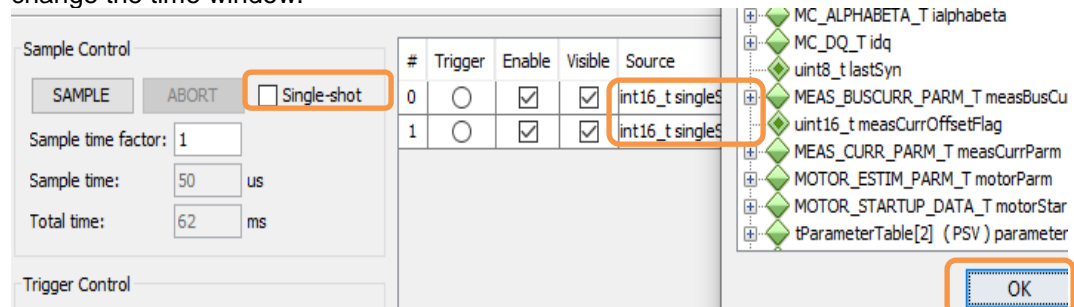 change the time window.
Sample Control
SAMPLE ABORT Single-shot
Sample time factor: 1
Sample time: 50 us
Total time: 62 ms
Trigger Control
# Trigger Enable Visible Source
0 int16_t singleS
1 int16_t singleS
MC_ALPHABETA_T ialphabeta
MC_DQ_T idq
uint8_t lastSyn
MEAS_BUSCURR_PARM_T measBusCu
uint16_t measCurrOffsetFlag
MEAS_CURR_PARM_T measCurrParm
MOTOR_ESTIM_PARM_T motorParm
MOTOR_STARTUP_DATA_T motorStar
tParameterTable[2] ( PSV ) parameter
OK